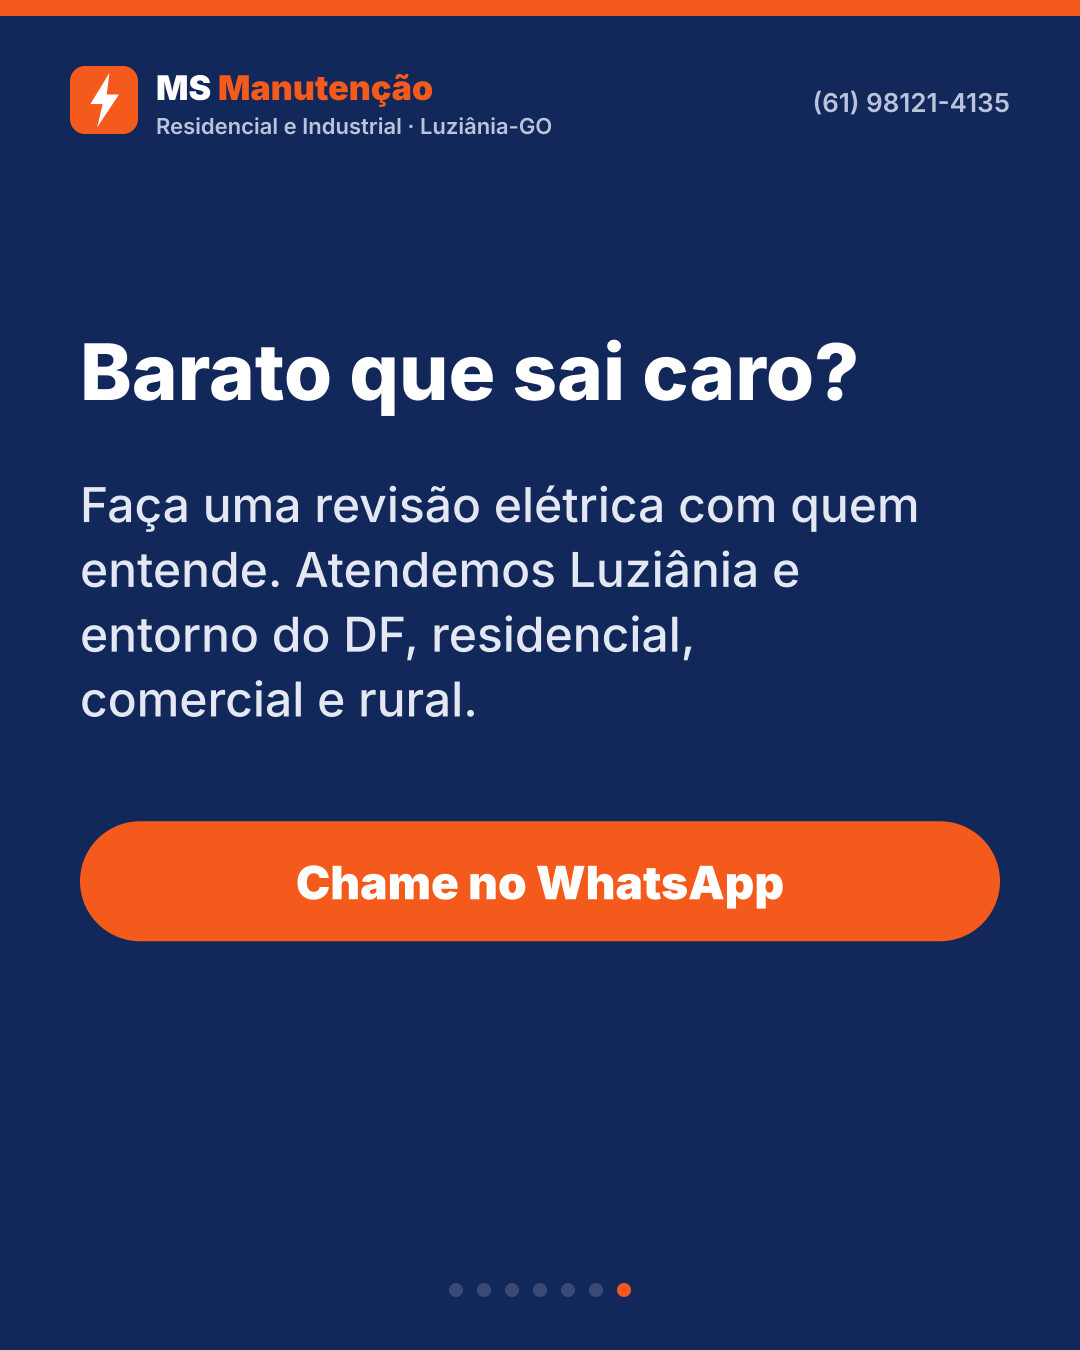 MS Manutenção
Residencial e Industrial · Luziânia-GO
(61) 98121-4135
Barato que sai caro?
Faça uma revisão elétrica com quem
entende. Atendemos Luziânia e
entorno do DF, residencial,
comercial e rural.
Chame no WhatsApp